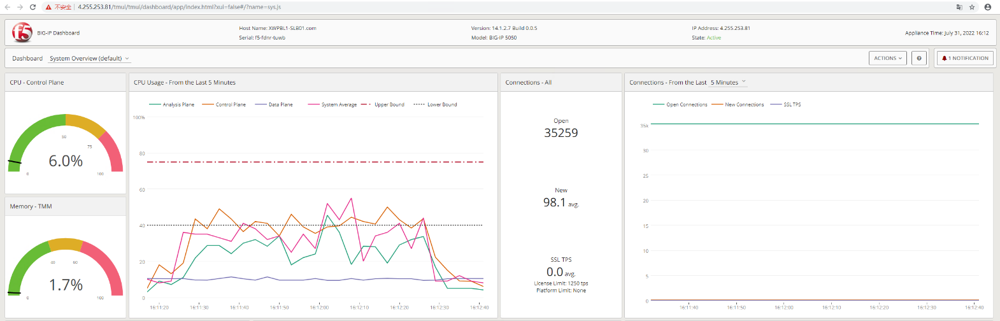 不安全 4.255.253.81/tmui/tmui/dashboard/app/index.html?xui=false#/?name=sys.js
f5 BIG-IP Dashboard
Host Name: XWPBL1-SLB01.com
Serial: f5-fdnr-tuwb
Version: 14.1.2.7 Build 0.0.5
Model: BIG-IP 5050
IP Address: 4.255.253.81
State: Active
Appliance Time: July 31, 2022 16:12
Dashboard System Overview (default) ACTIONS ? 1 NOTIFICATION
CPU - Control Plane
50
75
6.0%
0 100
Memory - TMM
40 60
1.7%
0 100
CPU Usage - From the Last 5 Minutes
Analysis Plane Control Plane Data Plane System Average Upper Bound Lower Bound
100%
80
60
40
20
0
16:11:20 16:11:30 16:11:40 16:11:50 16:12:00 16:12:10 16:12:20 16:12:30 16:12:40
Connections - All
Open
35259
New
98.1 avg.
SSL TPS
0.0 avg.
License Limit: 1250 tps
Platform Limit: None
Connections - From the Last 5 Minutes
Open Connections New Connections SSL TPS
35k
30
25
20
15
10
5
0
16:11:40 16:11:50 16:12:00 16:12:10 16:12:20 16:12:30 16:12:40